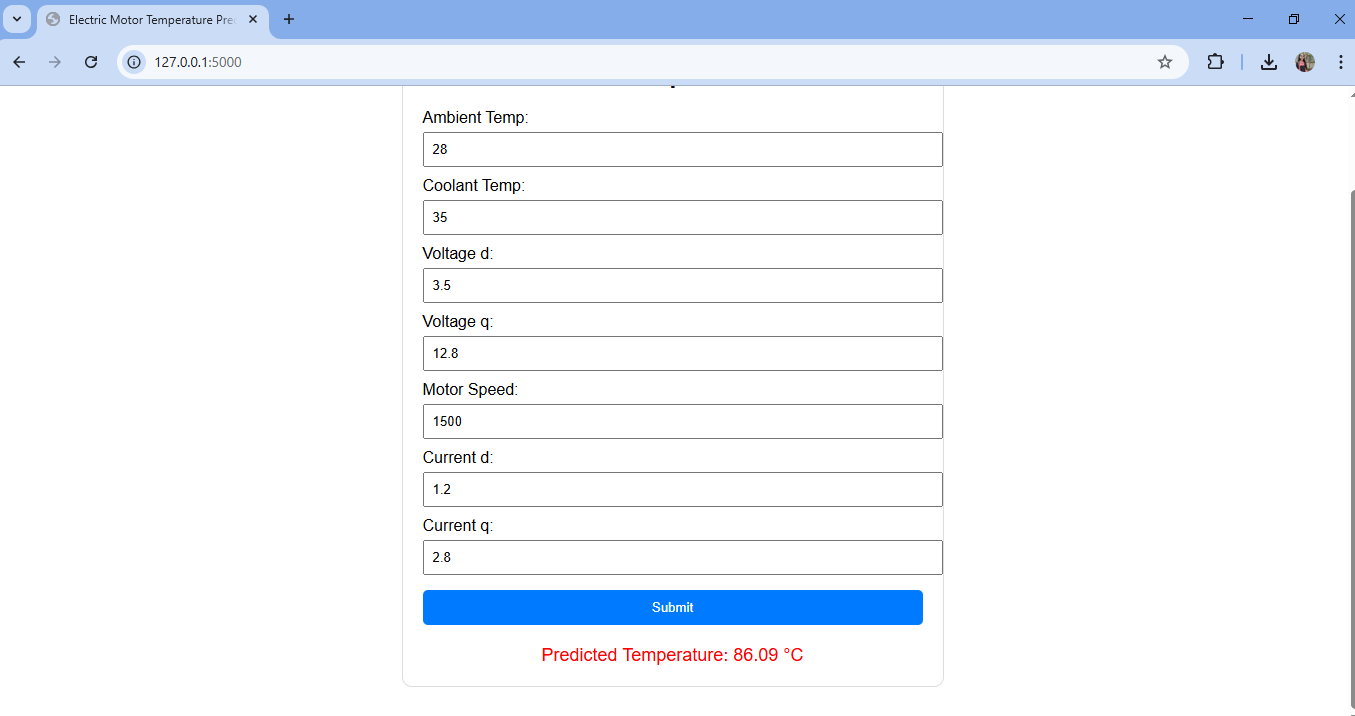 Electric Motor Temperature Pre
127.0.0.1:5000
Ambient Temp:
28
Coolant Temp:
35
Voltage d:
3.5
Voltage q:
12.8
Motor Speed:
1500
Current d:
1.2
Current q:
2.8
Submit
Predicted Temperature: 86.09 °C